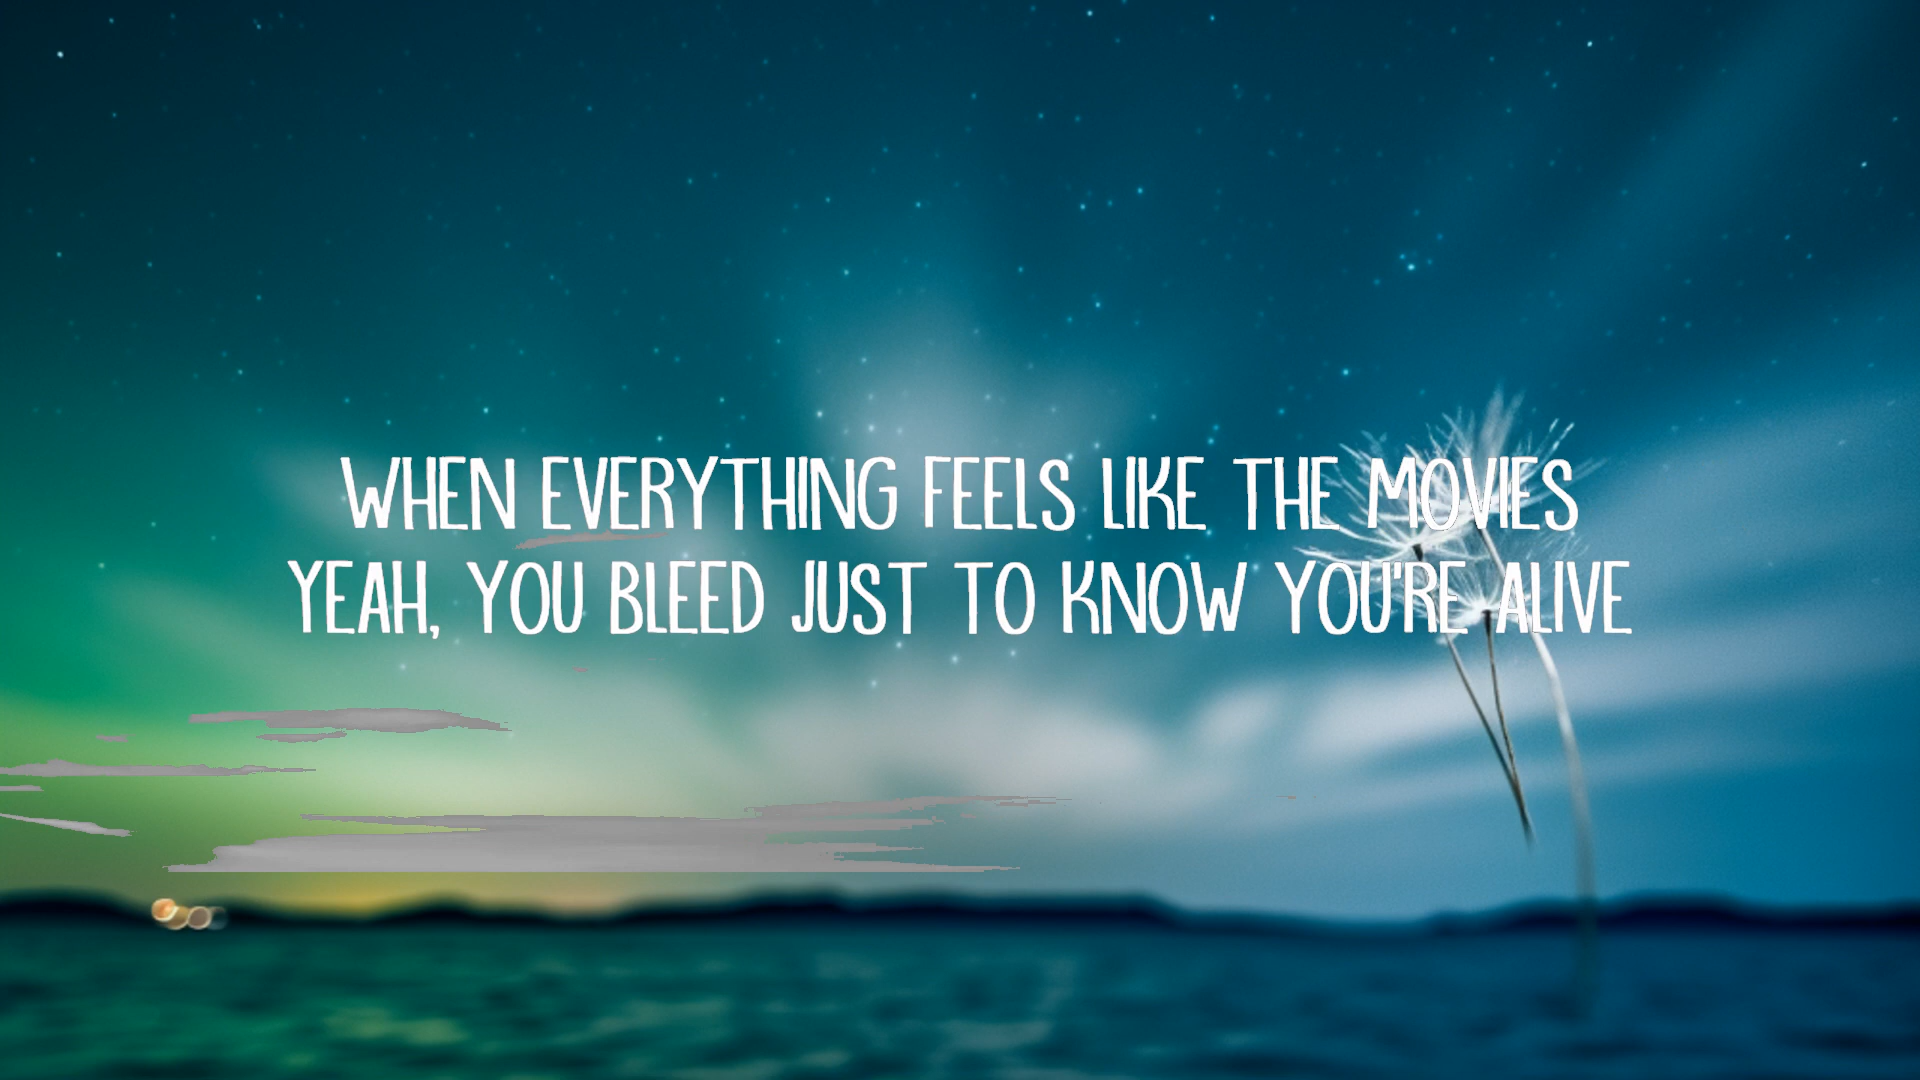 WHEN EVERYTHING FEELS LIKE THE MOVIES
YEAH, YOU BLEED JUST TO KNOW YOU'RE ALIVE